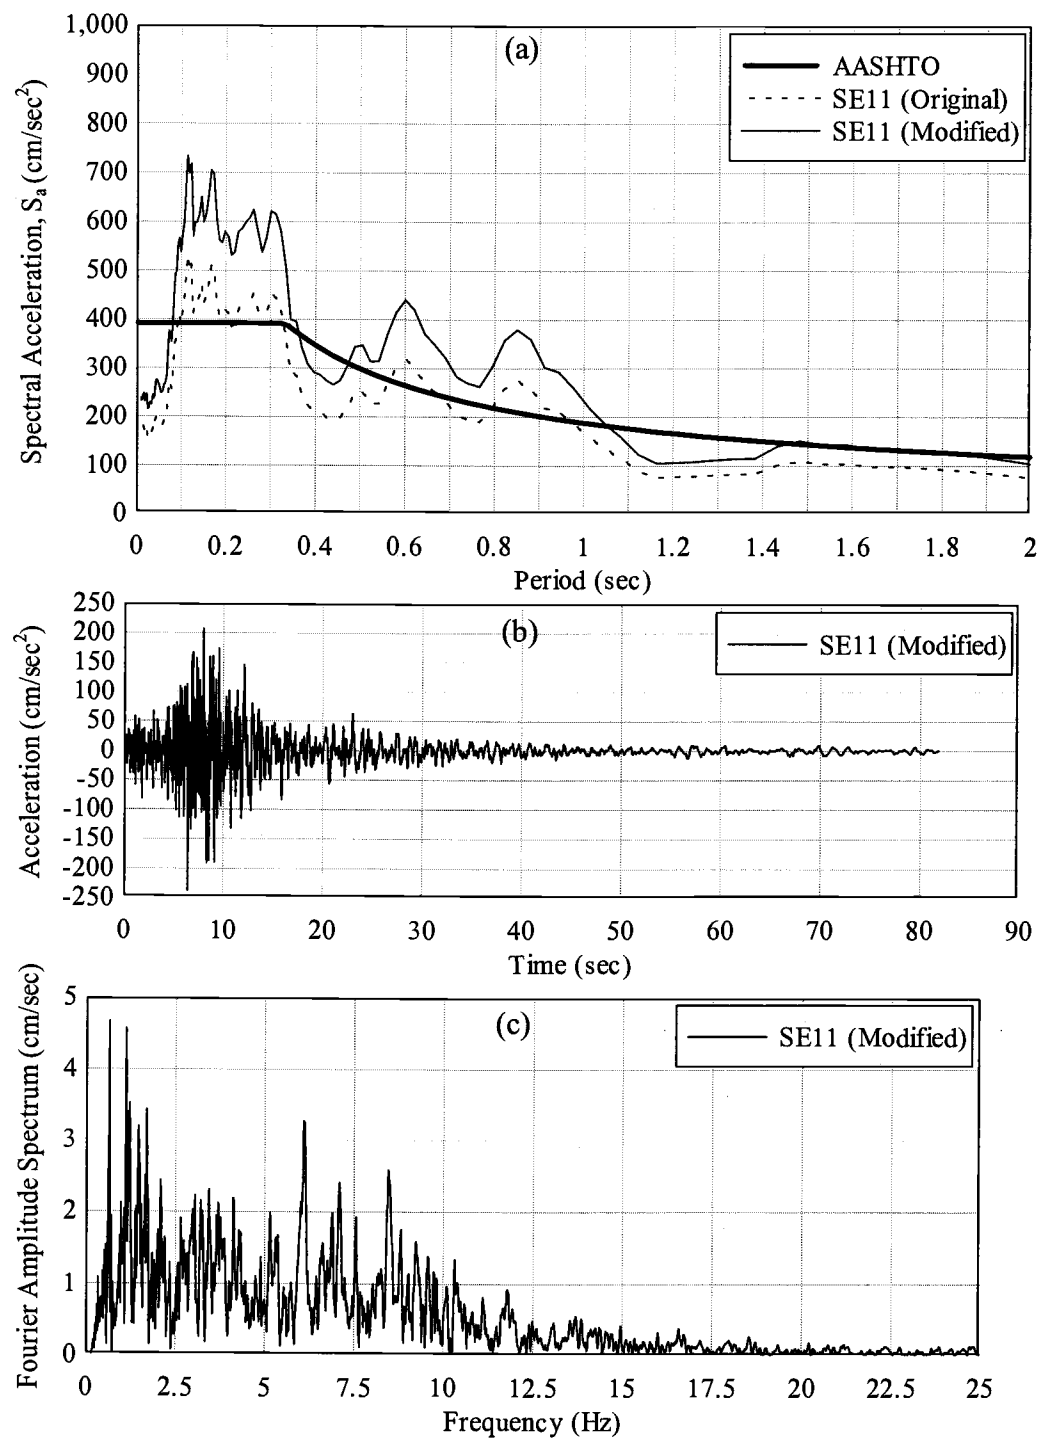 1,000
900
800
700
600
500
400
300
200
100
0
Spectral Acceleration, Sa (cm/sec2)
(a)
AASHTO
SE11 (Original)
SE11 (Modified)
0 0.2 0.4 0.6 0.8 1 1.2 1.4 1.6 1.8 2
Period (sec)
250
200
150
100
50
0
-50
-100
-150
-200
-250
Acceleration (cm/sec2)
(b)
SE11 (Modified)
0 10 20 30 40 50 60 70 80 90
Time (sec)
5
4
3
2
1
0
Fourier Amplitude Spectrum (cm/sec)
(c)
SE11 (Modified)
0 2.5 5 7.5 10 12.5 15 17.5 20 22.5 25
Frequency (Hz)